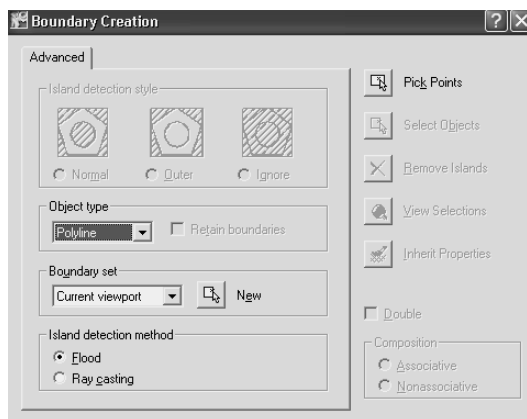 Boundary Creation
Advanced
Island detection style
Normal
Outer
Ignore
Object type
Polyline
Retain boundaries
Boundary set
Current viewport
New
Island detection method
Flood
Ray casting
Pick Points
Select Objects
Remove Islands
View Selections
Inherit Properties
Double
Composition
Associative
Nonassociative